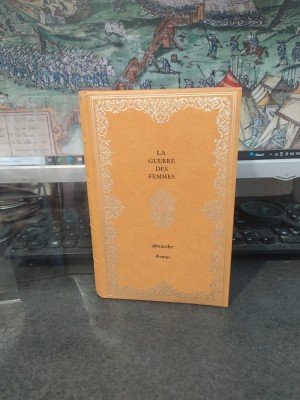 LA
GUERRE
DES
FEMMES
alexandre
dumas